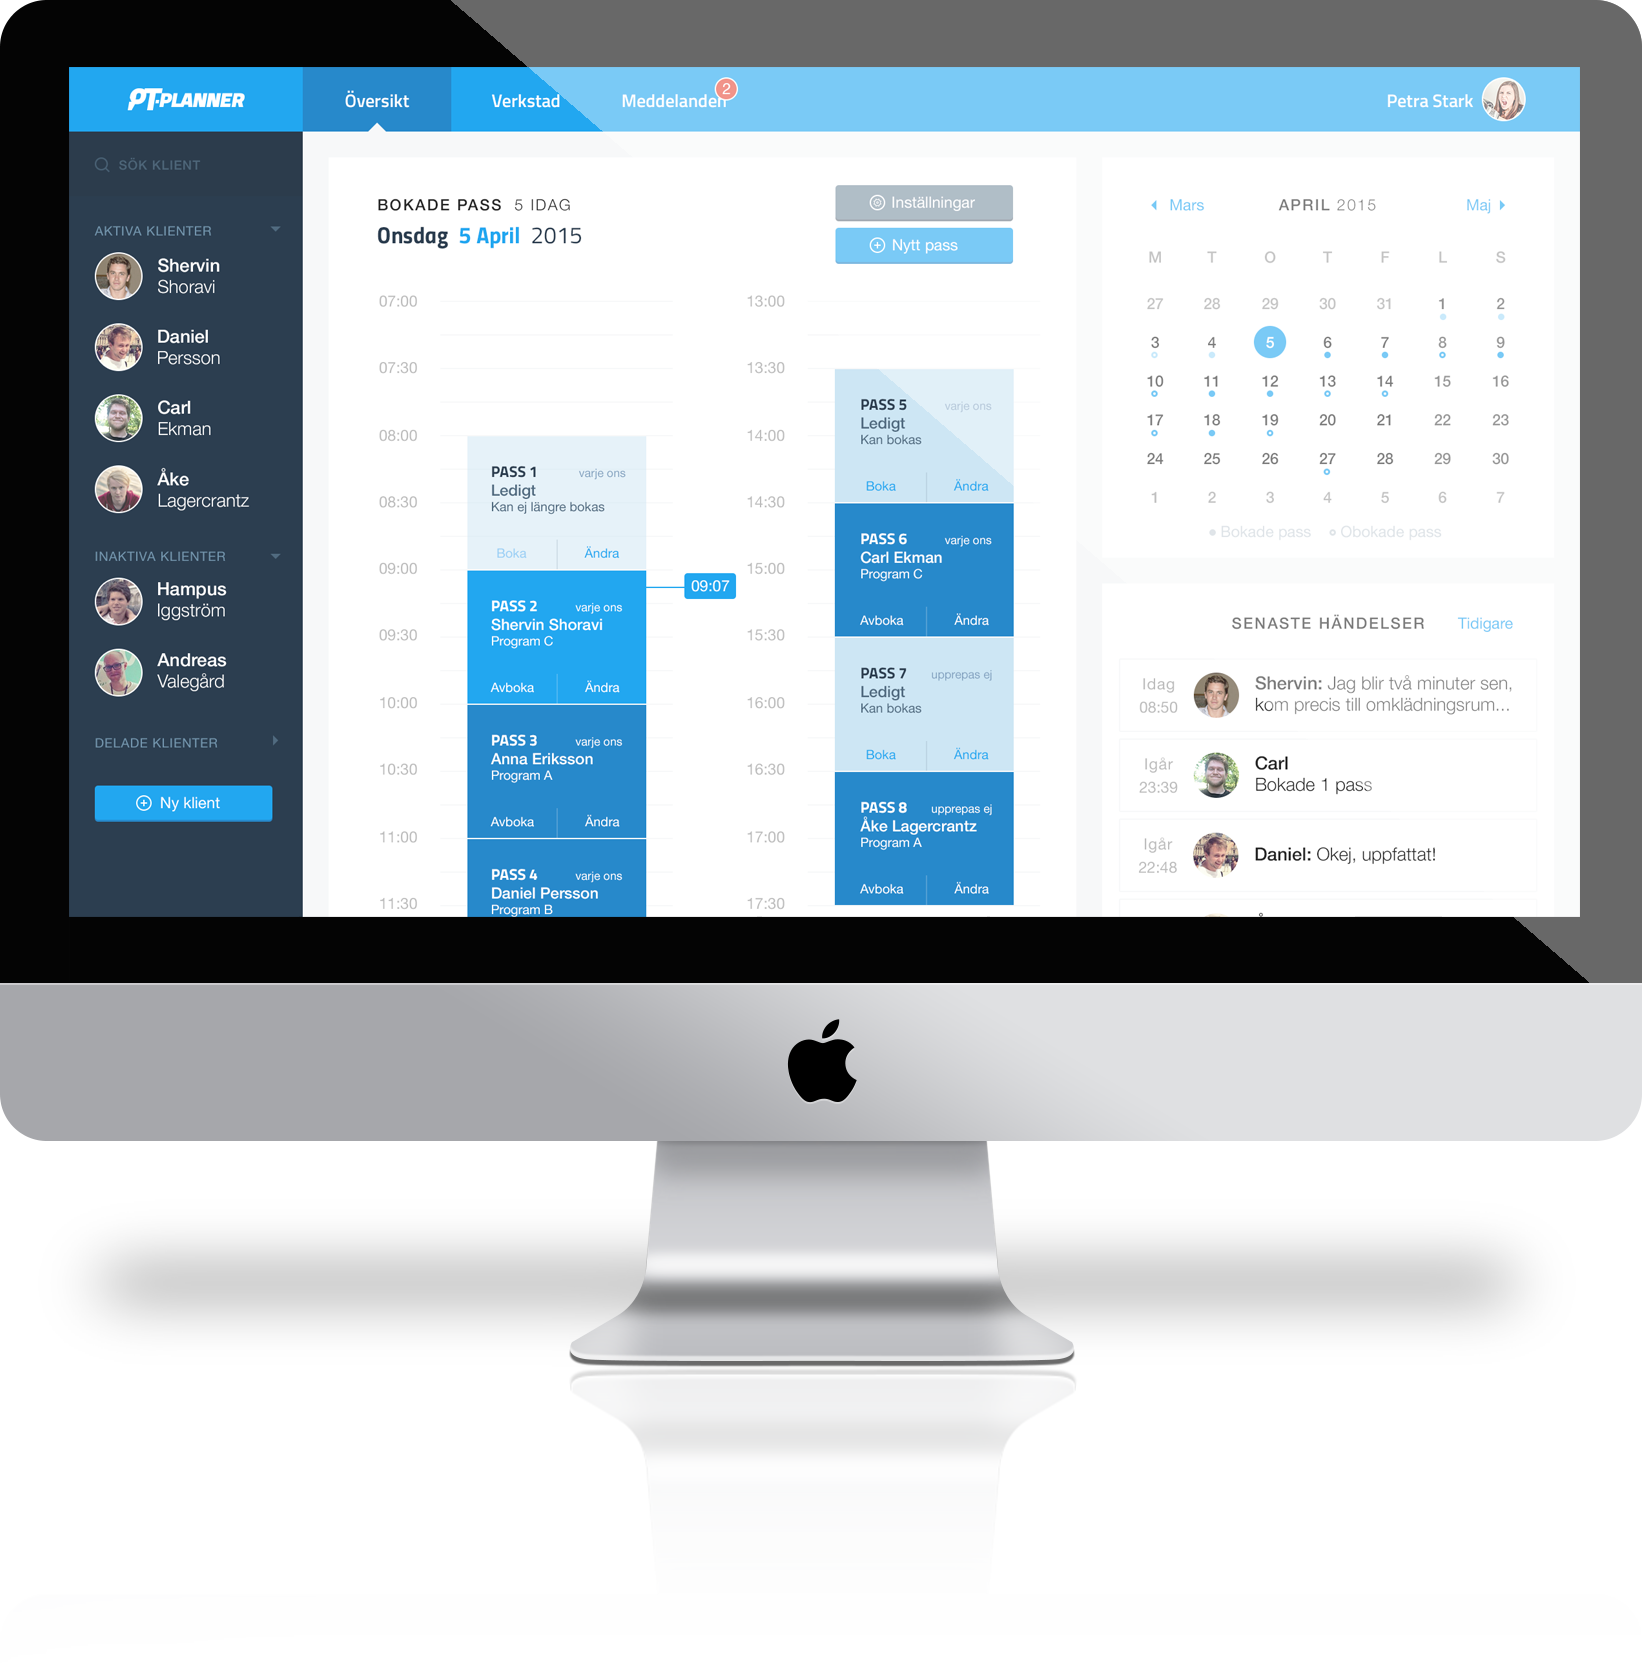 PT-PLANNER
Översikt
Verkstad
Meddelanden
2
Petra Stark
SÖK KLIENT
AKTIVA KLIENTER
Shervin
Shoravi
Daniel
Persson
Carl
Ekman
Åke
Lagercrantz
INAKTIVA KLIENTER
Hampus
Iggström
Andreas
Valegård
DELADE KLIENTER
Ny klient
BOKADE PASS 5 IDAG
Onsdag 5 April 2015
Inställningar
Nytt pass
07:00
07:30
08:00
08:30
09:00
09:30
10:00
10:30
11:00
11:30
PASS 1 varje ons
Ledigt
Kan ej längre bokas
Boka Ändra
09:07
PASS 2 varje ons
Shervin Shoravi
Program C
Avboka Ändra
PASS 3 varje ons
Anna Eriksson
Program A
Avboka Ändra
PASS 4 varje ons
Daniel Persson
Program B
13:00
13:30
14:00
14:30
15:00
15:30
16:00
16:30
17:00
17:30
PASS 5 varje ons
Ledigt
Kan bokas
Boka Ändra
PASS 6 varje ons
Carl Ekman
Program C
Avboka Ändra
PASS 7 upprepas ej
Ledigt
Kan bokas
Boka Ändra
PASS 8 upprepas ej
Åke Lagercrantz
Program A
Avboka Ändra
Mars APRIL 2015 Maj
M T O T F L S
27 28 29 30 31 1 2
3 4 5 6 7 8 9
10 11 12 13 14 15 16
17 18 19 20 21 22 23
24 25 26 27 28 29 30
1 2 3 4 5 6 7
Bokade pass Obokade pass
SENASTE HÄNDELSER Tidigare
Idag
08:50
Shervin: Jag blir två minuter sen,
kom precis till omklädningsrum...
Igår
23:39
Carl
Bokade 1 pass
Igår
22:48
Daniel: Okej, uppfattat!